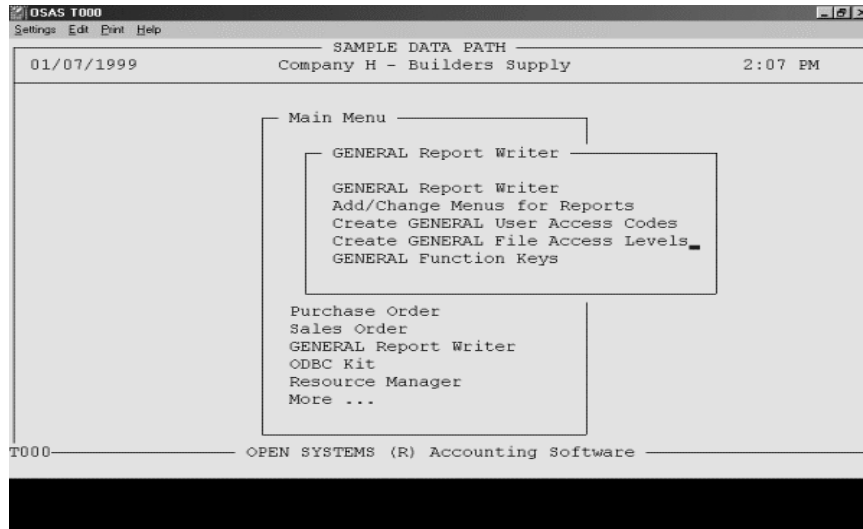 OSAS T000
Settings Edit Print Help
SAMPLE DATA PATH
01/07/1999 Company H - Builders Supply 2:07 PM
Main Menu
GENERAL Report Writer
GENERAL Report Writer
Add/Change Menus for Reports
Create GENERAL User Access Codes
Create GENERAL File Access Levels
GENERAL Function Keys
Purchase Order
Sales Order
GENERAL Report Writer
ODBC Kit
Resource Manager
More ...
T000 OPEN SYSTEMS (R) Accounting Software